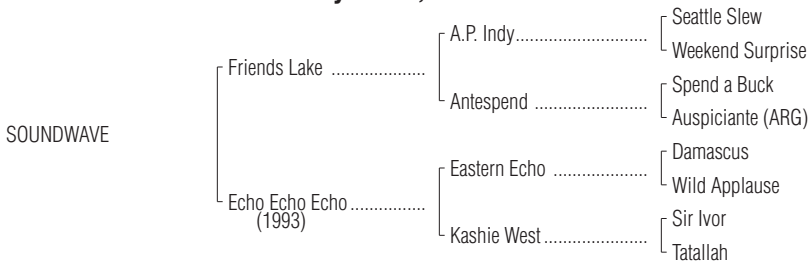 Seattle Slew
A.P. Indy
Weekend Surprise
Friends Lake
Spend a Buck
Antespend
Auspiciante (ARG)
SOUNDWAVE
Damascus
Eastern Echo
Wild Applause
Echo Echo Echo
(1993)
Sir Ivor
Kashie West
Tatallah